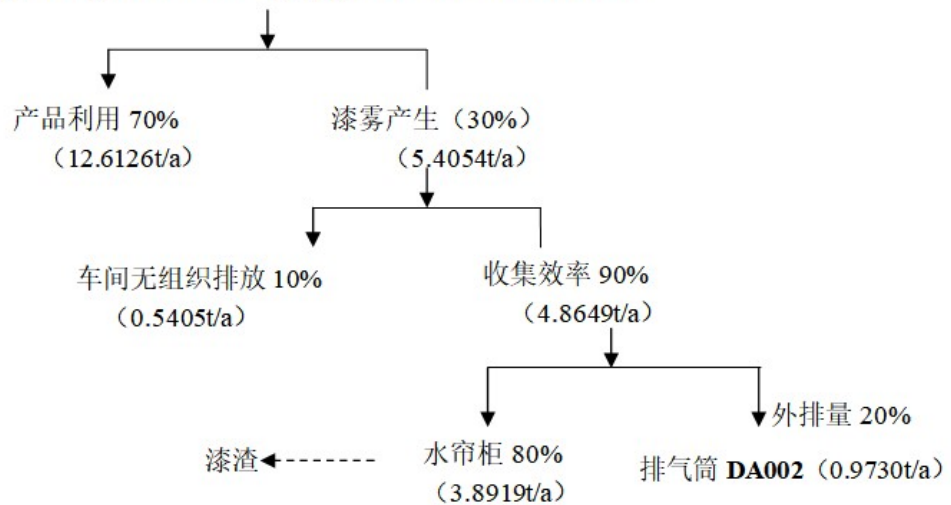 产品利用 70%
（12.6126t/a）
漆雾产生（30%）
（5.4054t/a）
车间无组织排放 10%
（0.5405t/a）
收集效率 90%
（4.8649t/a）
漆渣
水帘柜 80%
（3.8919t/a）
外排量 20%
排气筒 DA002（0.9730t/a）